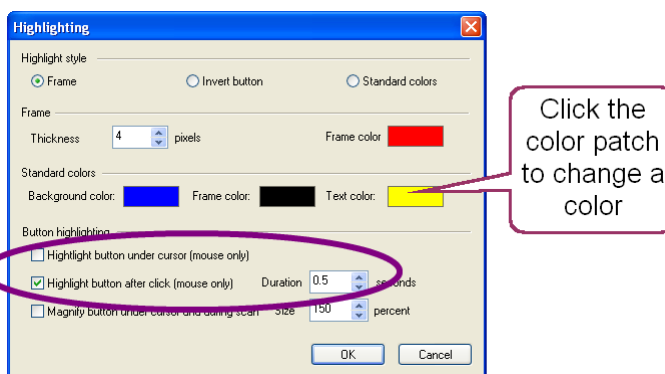 Highlighting
Highlight style
Frame Invert button Standard colors
Frame
Thickness 4 pixels Frame color
Standard colors
Background color: Frame color: Text color:
Button highlighting
Hightlight button under cursor (mouse only)
Highlight button after click (mouse only) Duration 0.5 seconds
Magnify button under cursor and during scan Size 150 percent
OK Cancel
Click the
color patch
to change a
color